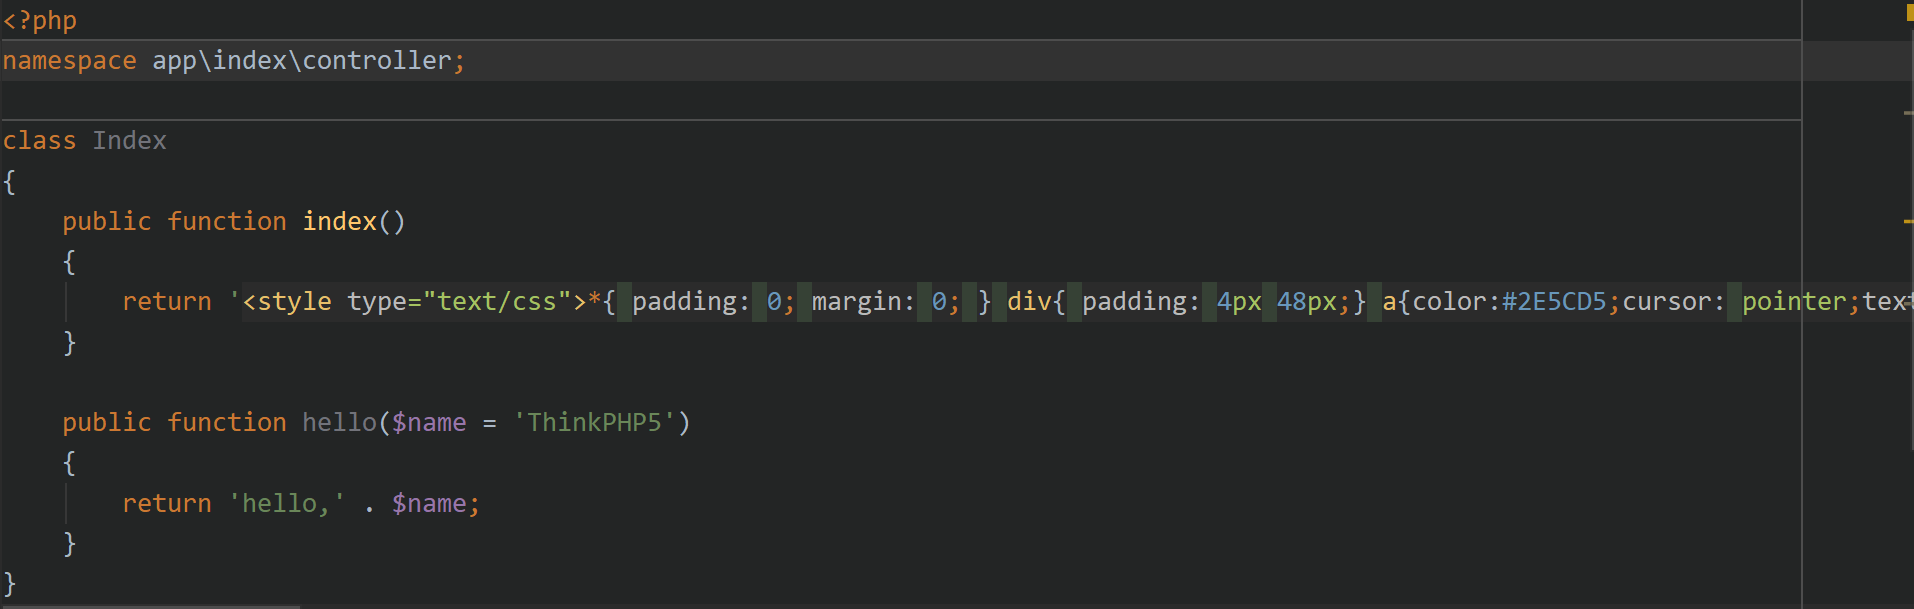 <?php
namespace app\index\controller;
class Index
{
public function index()
{
return '<style type="text/css">*{ padding: 0; margin: 0; } div{ padding: 4px 48px;} a{color:#2E5CD5;cursor: pointer;tex
}
public function hello($name = 'ThinkPHP5')
{
return 'hello,' . $name;
}
}